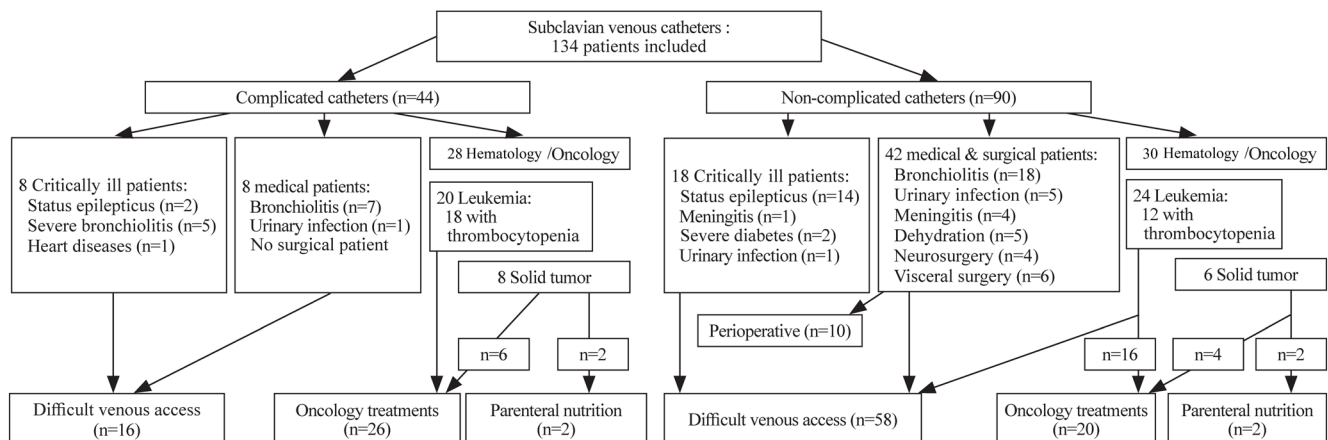 Subclavian venous catheters :
134 patients included
Complicated catheters (n=44)
Non-complicated catheters (n=90)
8 Critically ill patients:
Status epilepticus (n=2)
Severe bronchiolitis (n=5)
Heart diseases (n=1)
8 medical patients:
Bronchiolitis (n=7)
Urinary infection (n=1)
No surgical patient
28 Hematology /Oncology
20 Leukemia:
18 with
thrombocytopenia
8 Solid tumor
n=6
n=2
18 Critically ill patients:
Status epilepticus (n=14)
Meningitis (n=1)
Severe diabetes (n=2)
Urinary infection (n=1)
42 medical & surgical patients:
Bronchiolitis (n=18)
Urinary infection (n=5)
Meningitis (n=4)
Dehydration (n=5)
Neurosurgery (n=4)
Visceral surgery (n=6)
30 Hematology /Oncology
24 Leukemia:
12 with
thrombocytopenia
6 Solid tumor
Perioperative (n=10)
n=16
n=4
n=2
Difficult venous access
(n=16)
Oncology treatments
(n=26)
Parenteral nutrition
(n=2)
Difficult venous access (n=58)
Oncology treatments
(n=20)
Parenteral nutrition
(n=2)